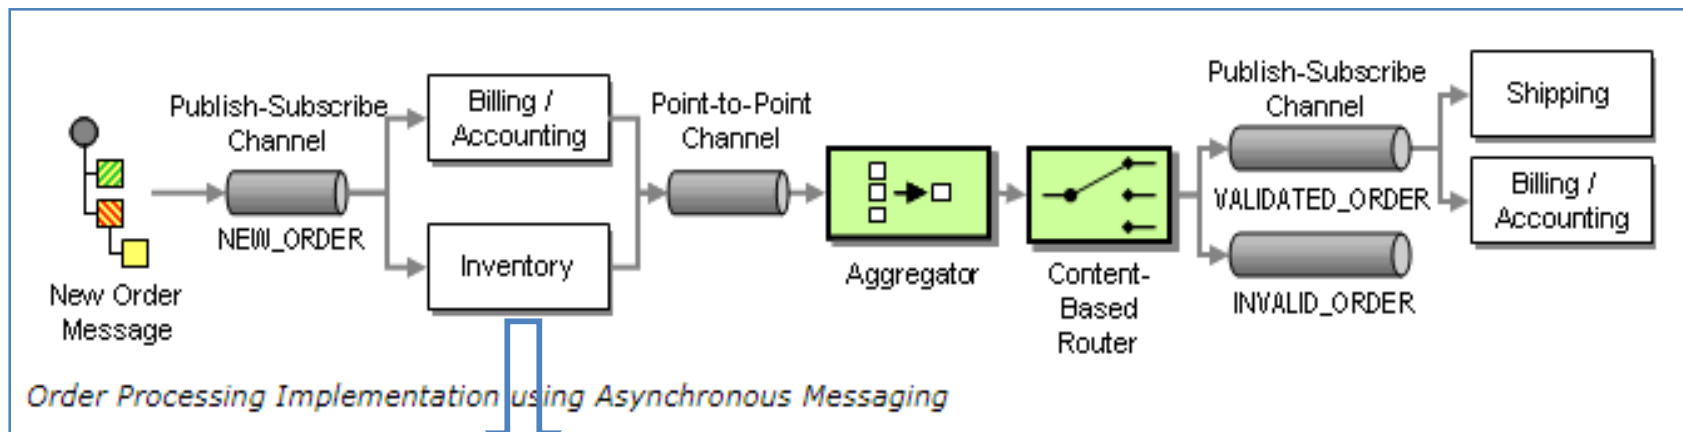 New Order
Message
Publish-Subscribe
Channel
NEW_ORDER
Billing /
Accounting
Inventory
Point-to-Point
Channel
Aggregator
Content-
Based
Router
Publish-Subscribe
Channel
VALIDATED_ORDER
INVALID_ORDER
Shipping
Billing /
Accounting
Order Processing Implementation using Asynchronous Messaging